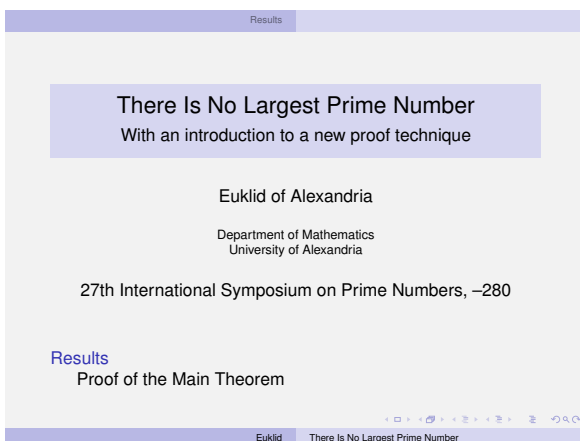 Results
There Is No Largest Prime Number
With an introduction to a new proof technique
Euklid of Alexandria
Department of Mathematics
University of Alexandria
27th International Symposium on Prime Numbers, –280
Results
Proof of the Main Theorem
Euklid There Is No Largest Prime Number